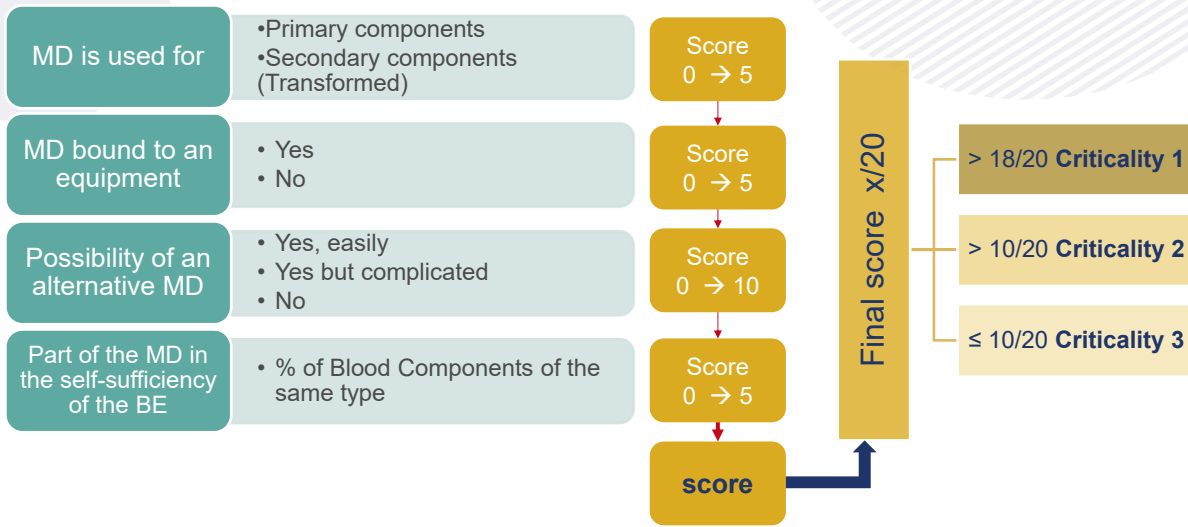 MD is used for
•Primary components
•Secondary components
(Transformed)
Score
0 → 5
MD bound to an
equipment
• Yes
• No
Score
0 → 5
Possibility of an
alternative MD
• Yes, easily
• Yes but complicated
• No
Score
0 → 10
Part of the MD in
the self-sufficiency
of the BE
• % of Blood Components of the
same type
Score
0 → 5
score
Final score x/20
> 18/20 Criticality 1
> 10/20 Criticality 2
≤ 10/20 Criticality 3